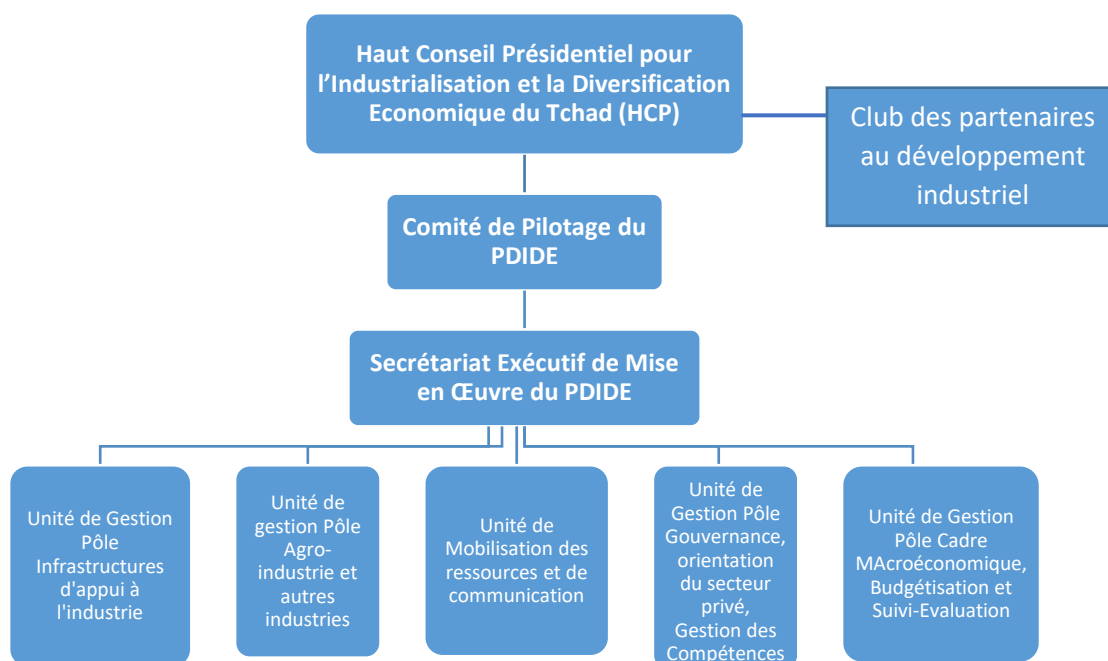 Haut Conseil Présidentiel pour
l’Industrialisation et la Diversification
Economique du Tchad (HCP)
Club des partenaires
au développement
industriel
Comité de Pilotage du
PDIDE
Secrétariat Exécutif de Mise
en Œuvre du PDIDE
Unité de Gestion
Pôle
Infrastructures
d'appui à
l'industrie
Unité de
gestion Pôle
Agro-
industrie et
autres
industries
Unité de
Mobilisation des
ressources et de
communication
Unité de
Gestion Pôle
Gouvernance,
orientation
du secteur
privé,
Gestion des
Compétences
Unité de Gestion
Pôle Cadre
MAcroéconomique,
Budgétisation et
Suivi-Evaluation